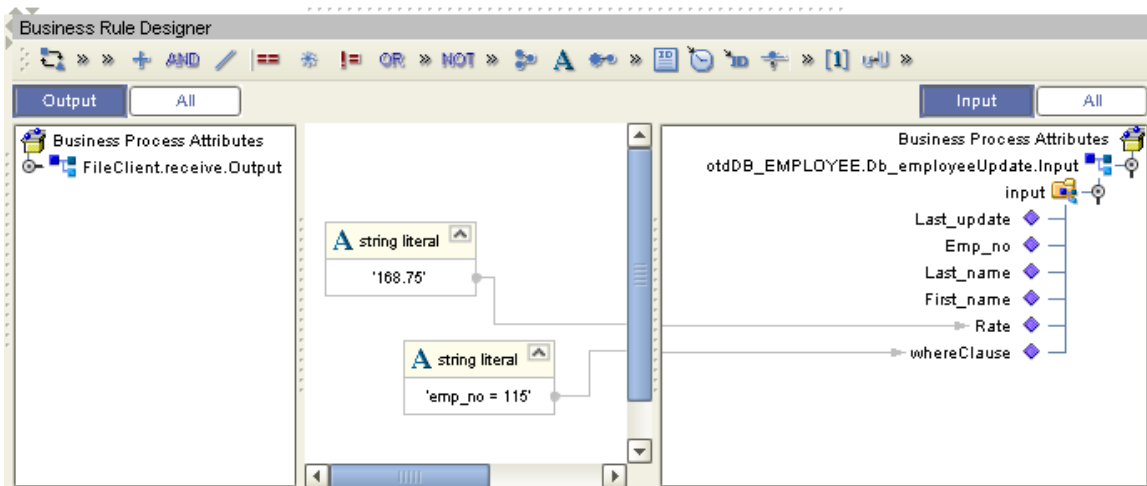 Business Rule Designer
» » AND == != OR » NOT » A » ID ID » [1] »
Output All Input All
Business Process Attributes
FileClient.receive.Output
A string literal
'168.75'
A string literal
'emp_no = 115'
Business Process Attributes
otdDB_EMPLOYEE.Db_employeeUpdate.Input
input
Last_update
Emp_no
Last_name
First_name
Rate
whereClause